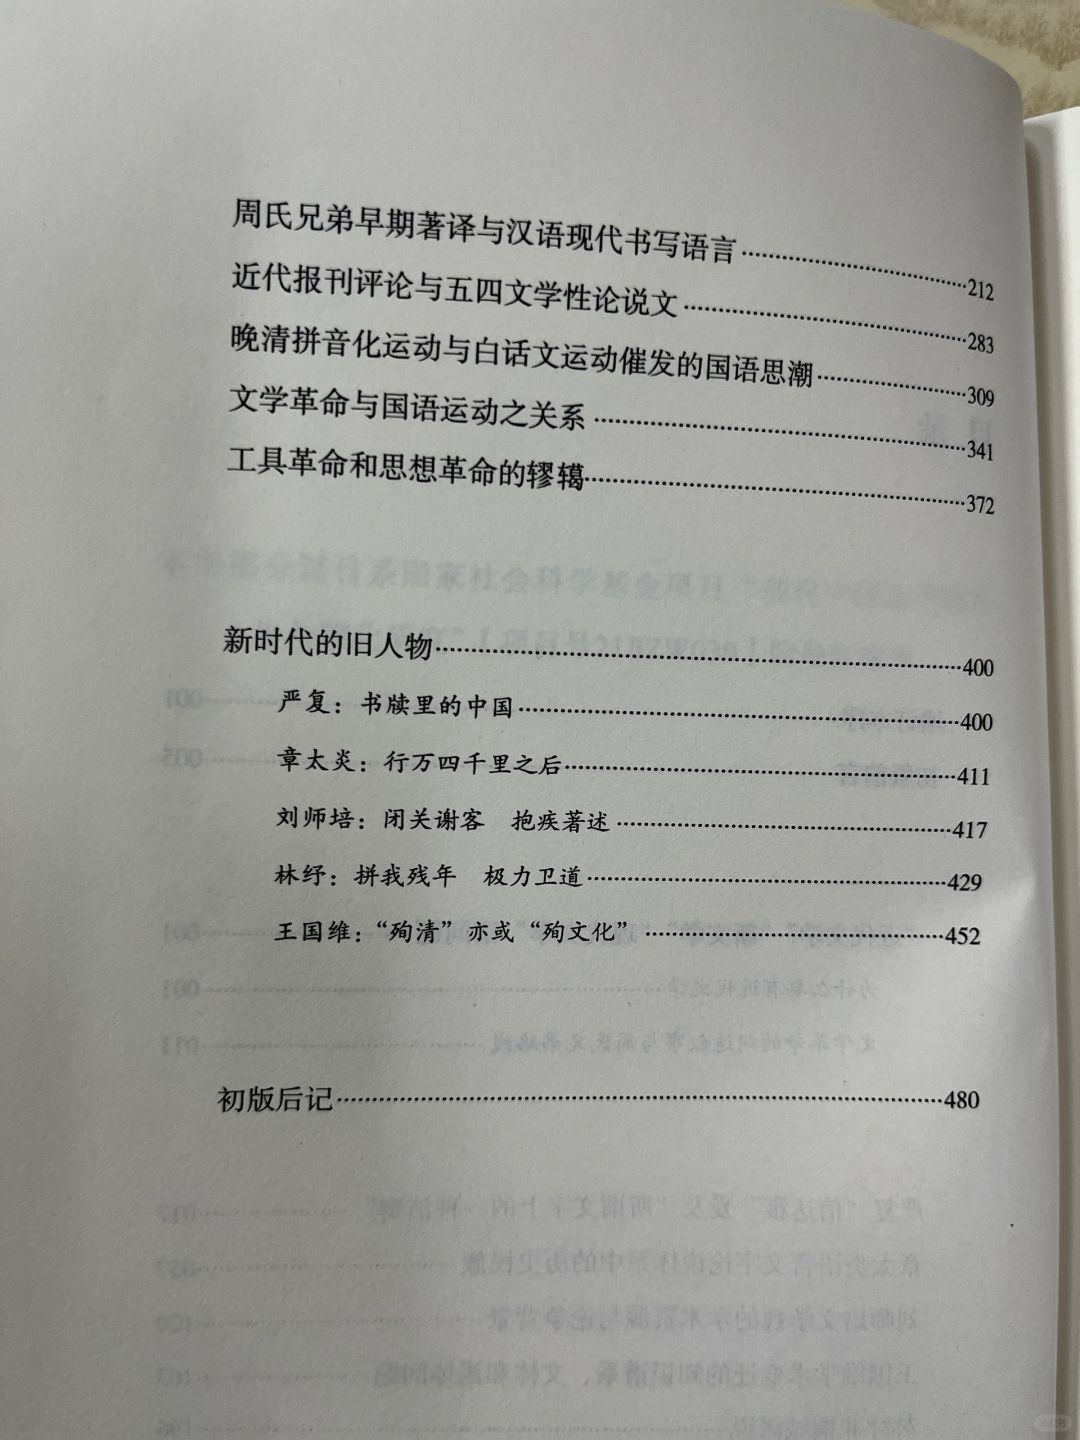 周氏兄弟早期著译与汉语现代书写语言 212
近代报刊评论与五四文学性论说文 283
晚清拼音化运动与白话文运动催发的国语思潮 309
文学革命与国语运动之关系 341
工具革命和思想革命的轇轕 372
新时代的旧人物 400
严复：书牍里的中国 400
章太炎：行万四千里之后 411
刘师培：闭关谢客　抱疾著述 417
林纾：拼我残年　极力卫道 429
王国维：“殉清”亦或“殉文化” 452
初版后记 480